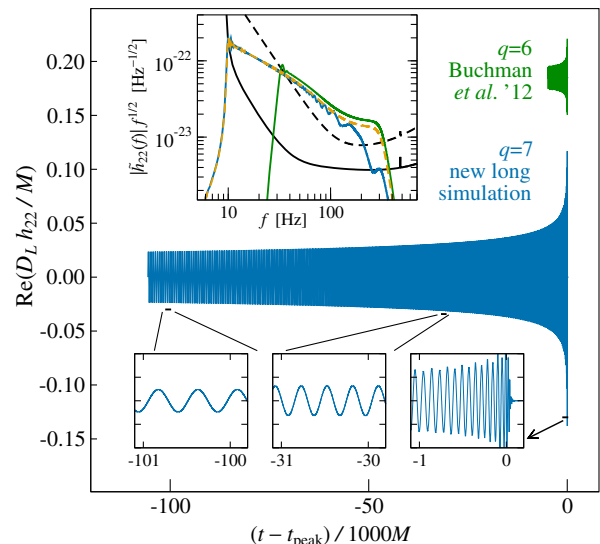 q=6
Buchman
et al. '12
q=7
new long
simulation
|h̃₂₂(f)| f^1/2 [Hz^-1/2]
10^-22
10^-23
10
100
f [Hz]
Re(D_L h₂₂ / M)
0.20
0.15
0.10
0.05
0.00
-0.05
-0.10
-0.15
-101
-100
-31
-30
-1
0
-100
-50
0
(t − t_peak) / 1000M